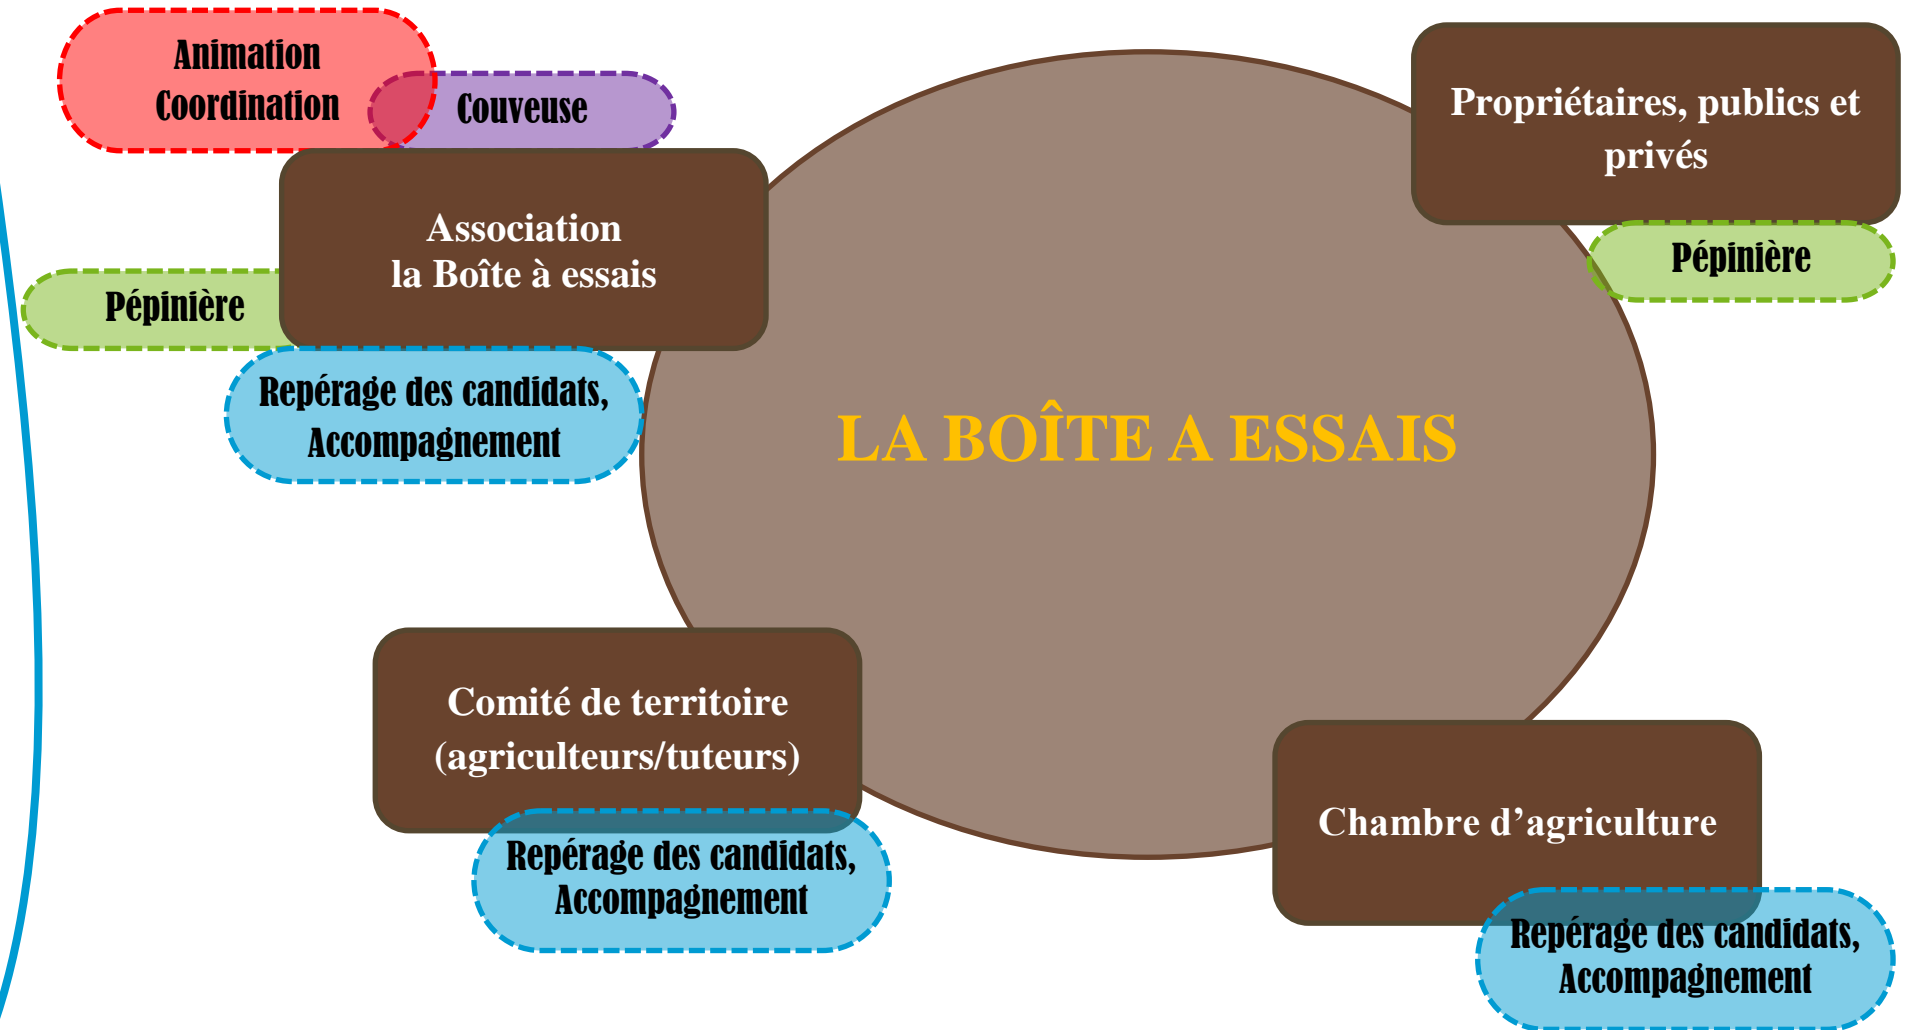 Animation
Coordination
Couveuse
Association
la Boîte à essais
Pépinière
Repérage des candidats,
Accompagnement
Propriétaires, publics et
privés
Pépinière
LA BOÎTE A ESSAIS
Comité de territoire
(agriculteurs/tuteurs)
Repérage des candidats,
Accompagnement
Chambre d’agriculture
Repérage des candidats,
Accompagnement